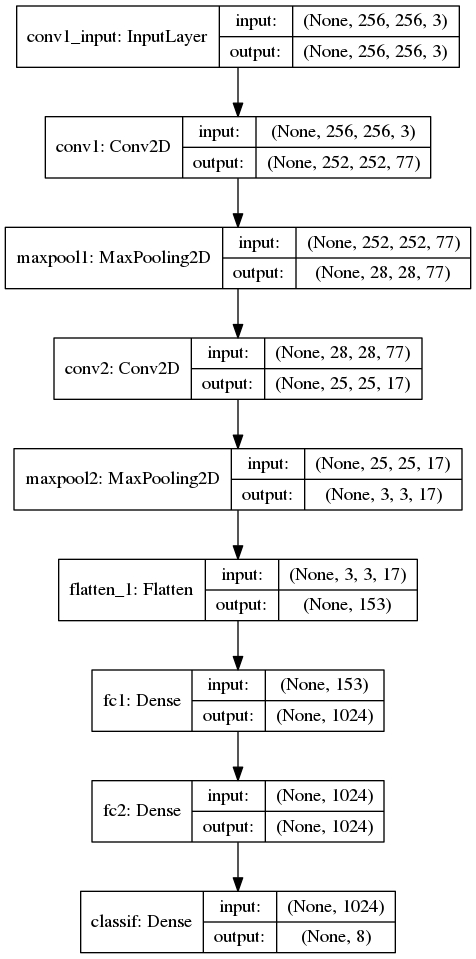 conv1_input: InputLayer
input: (None, 256, 256, 3)
output: (None, 256, 256, 3)
conv1: Conv2D
input: (None, 256, 256, 3)
output: (None, 252, 252, 77)
maxpool1: MaxPooling2D
input: (None, 252, 252, 77)
output: (None, 28, 28, 77)
conv2: Conv2D
input: (None, 28, 28, 77)
output: (None, 25, 25, 17)
maxpool2: MaxPooling2D
input: (None, 25, 25, 17)
output: (None, 3, 3, 17)
flatten_1: Flatten
input: (None, 3, 3, 17)
output: (None, 153)
fc1: Dense
input: (None, 153)
output: (None, 1024)
fc2: Dense
input: (None, 1024)
output: (None, 1024)
classif: Dense
input: (None, 1024)
output: (None, 8)